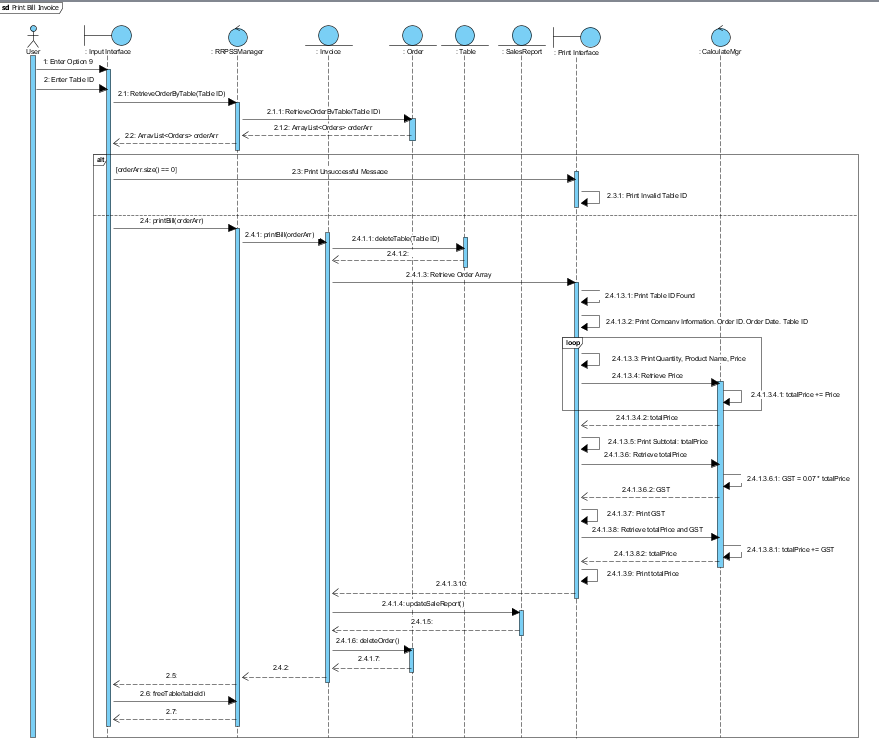 sd Print Bill Invoice
User
: Input Interface
: RRPSSManager
: Invoice
: Order
: Table
: SalesReport
: Print Interface
: CalculateMgr
1: Enter Option 9
2: Enter Table ID
2.1: RetrieveOrderByTable(Table ID)
2.1.1: RetrieveOrderByTable(Table ID)
2.1.2: ArrayList<Orders> orderArr
2.2: ArrayList<Orders> orderArr
alt
[orderArr.size() == 0]
2.3: Print Unsuccessful Message
2.3.1: Print Invalid Table ID
2.4: printBill(orderArr)
2.4.1: printBill(orderArr)
2.4.1.1: deleteTable(Table ID)
2.4.1.2:
2.4.1.3: Retrieve Order Array
2.4.1.3.1: Print Table ID Found
2.4.1.3.2: Print Company Information, Order ID, Order Date, Table ID
loop
2.4.1.3.3: Print Quantity, Product Name, Price
2.4.1.3.4: Retrieve Price
2.4.1.3.4.1: totalPrice += Price
2.4.1.3.4.2: totalPrice
2.4.1.3.5: Print Subtotal: totalPrice
2.4.1.3.6: Retrieve totalPrice
2.4.1.3.6.1: GST = 0.07 * totalPrice
2.4.1.3.6.2: GST
2.4.1.3.7: Print GST
2.4.1.3.8: Retrieve totalPrice and GST
2.4.1.3.8.1: totalPrice += GST
2.4.1.3.8.2: totalPrice
2.4.1.3.9: Print totalPrice
2.4.1.3.10:
2.4.1.4: updateSaleReport()
2.4.1.5:
2.4.1.6: deleteOrder()
2.4.1.7:
2.4.2:
2.5:
2.6: freeTable(tableId)
2.7: